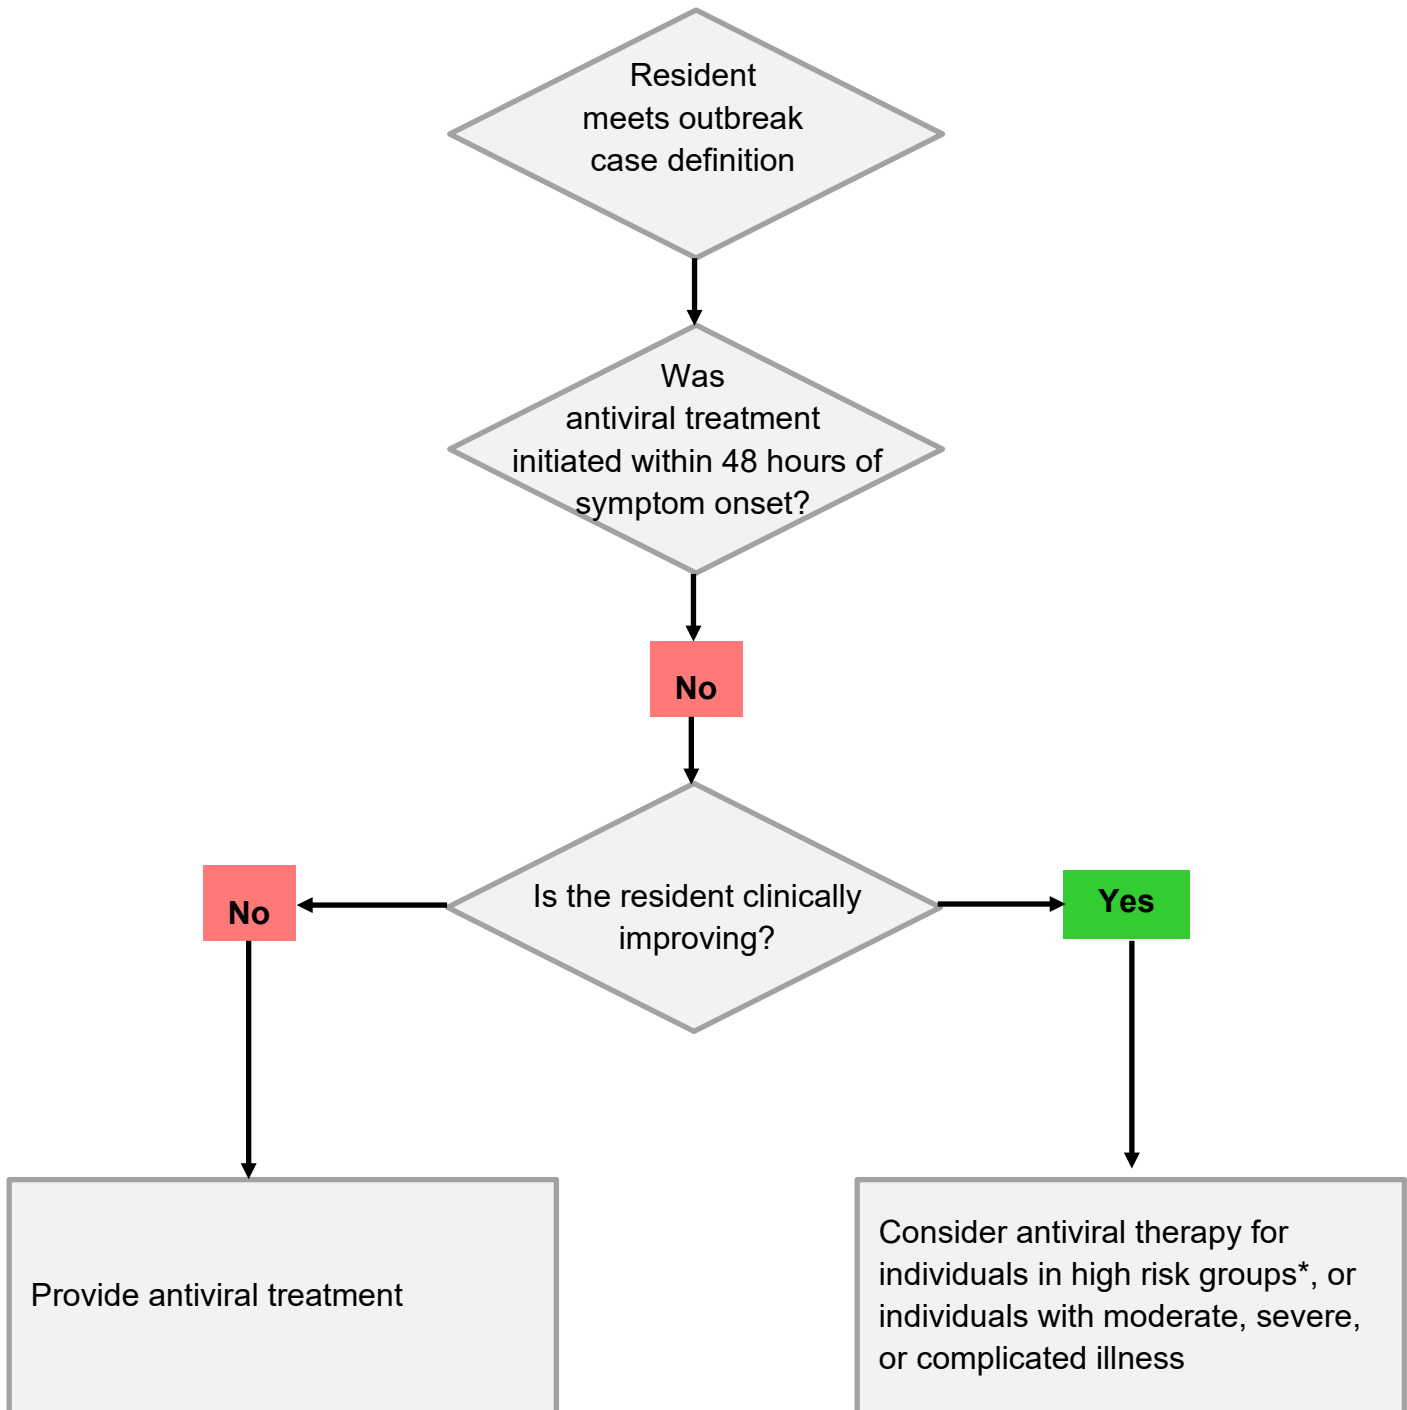 Resident
meets outbreak
case definition
Was
antiviral treatment
initiated within 48 hours of
symptom onset?
No
Is the resident clinically
improving?
No
Yes
Provide antiviral treatment
Consider antiviral therapy for
individuals in high risk groups*, or
individuals with moderate, severe,
or complicated illness